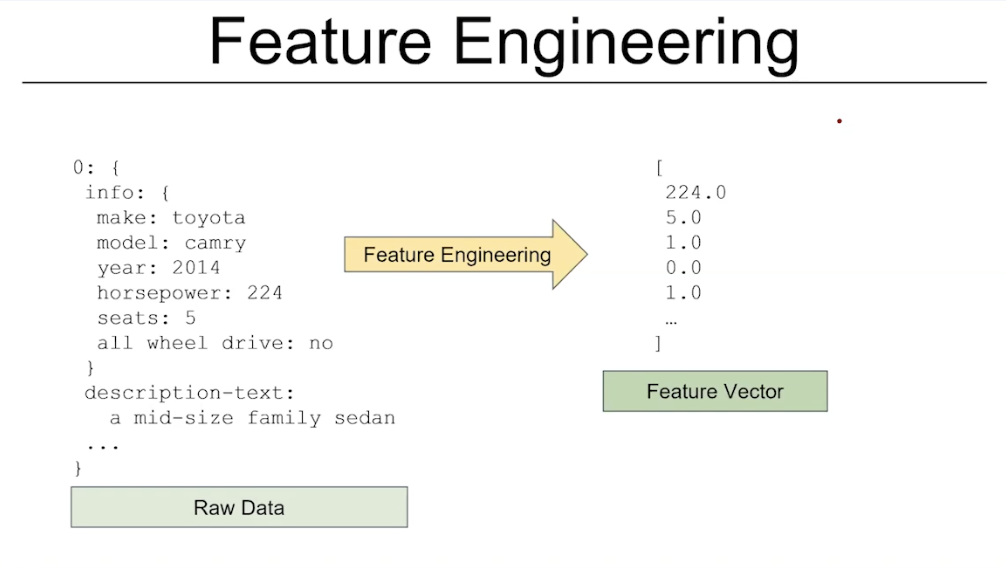 Feature Engineering
0: {
info: {
make: toyota
model: camry
year: 2014
horsepower: 224
seats: 5
all wheel drive: no
}
description-text:
a mid-size family sedan
...
}
Raw Data
Feature Engineering
[
224.0
5.0
1.0
0.0
1.0
…
]
Feature Vector